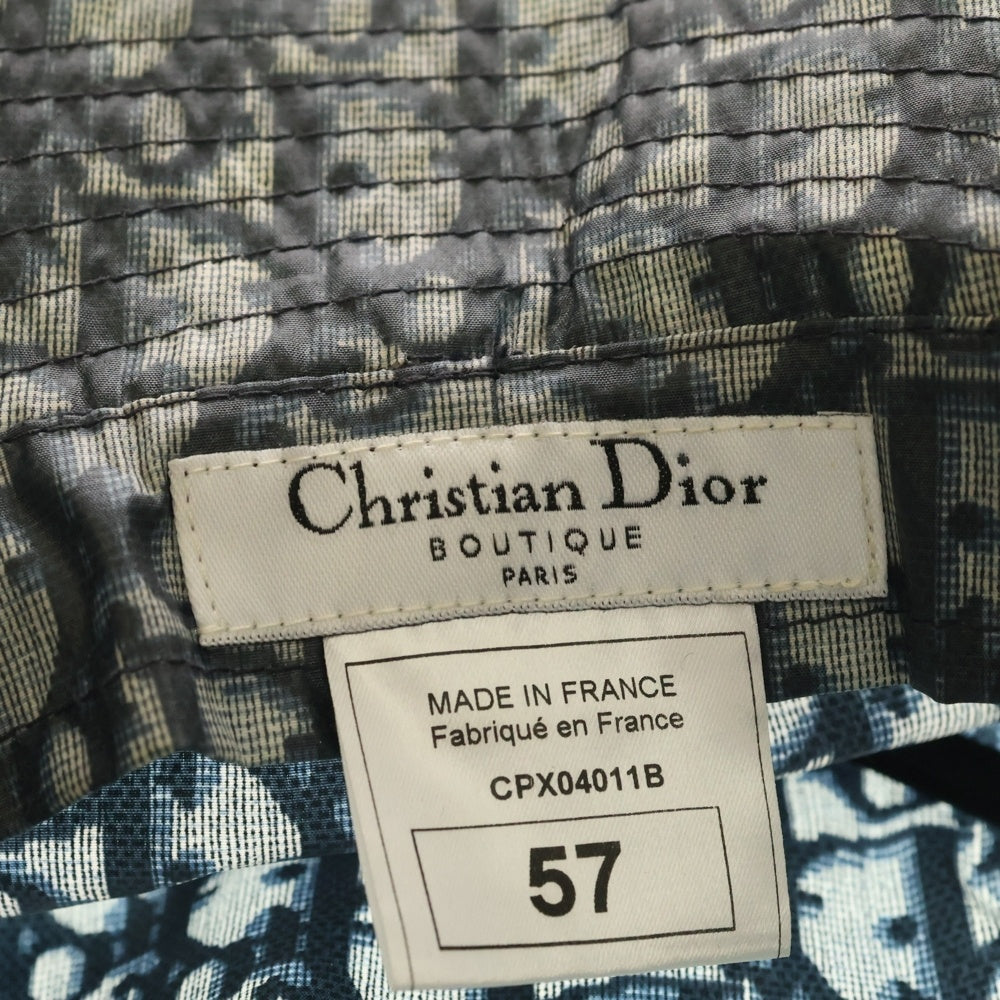 Christian Dior
BOUTIQUE
PARIS
MADE IN FRANCE
Fabriqué en France
CPX04011B
57